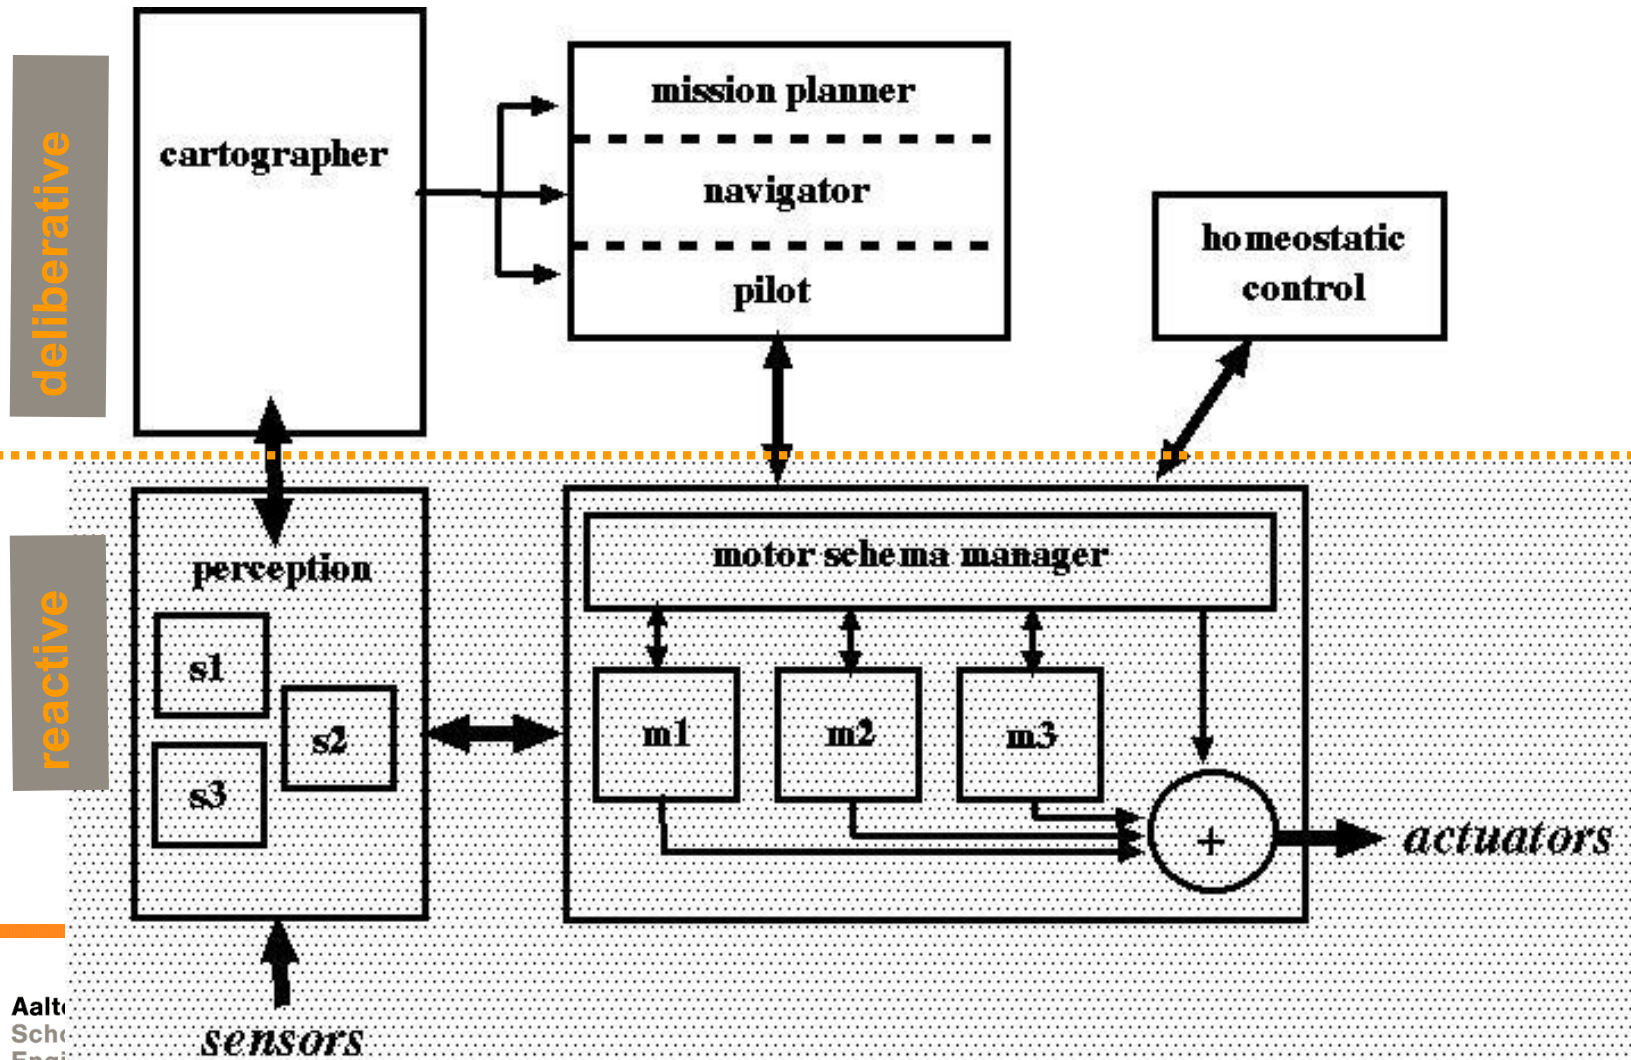 deliberative
cartographer
mission planner
navigator
pilot
homeostatic
control
reactive
perception
s1
s2
s3
motor schema manager
m1
m2
m3
+
actuators
sensors